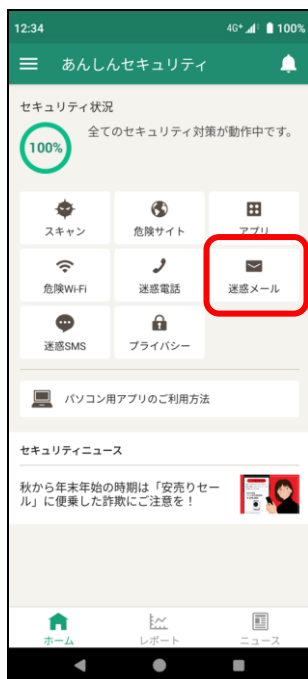 12:34
4G+ 100%
あんしんセキュリティ
セキュリティ状況
100%
全てのセキュリティ対策が動作中です。
スキャン
危険サイト
アプリ
危険Wi-Fi
迷惑電話
迷惑メール
迷惑SMS
プライバシー
パソコン用アプリのご利用方法
セキュリティニュース
秋から年末年始の時期は「安売りセー
ル」に便乗した詐欺にご注意を！
ホーム
レポート
ニュース